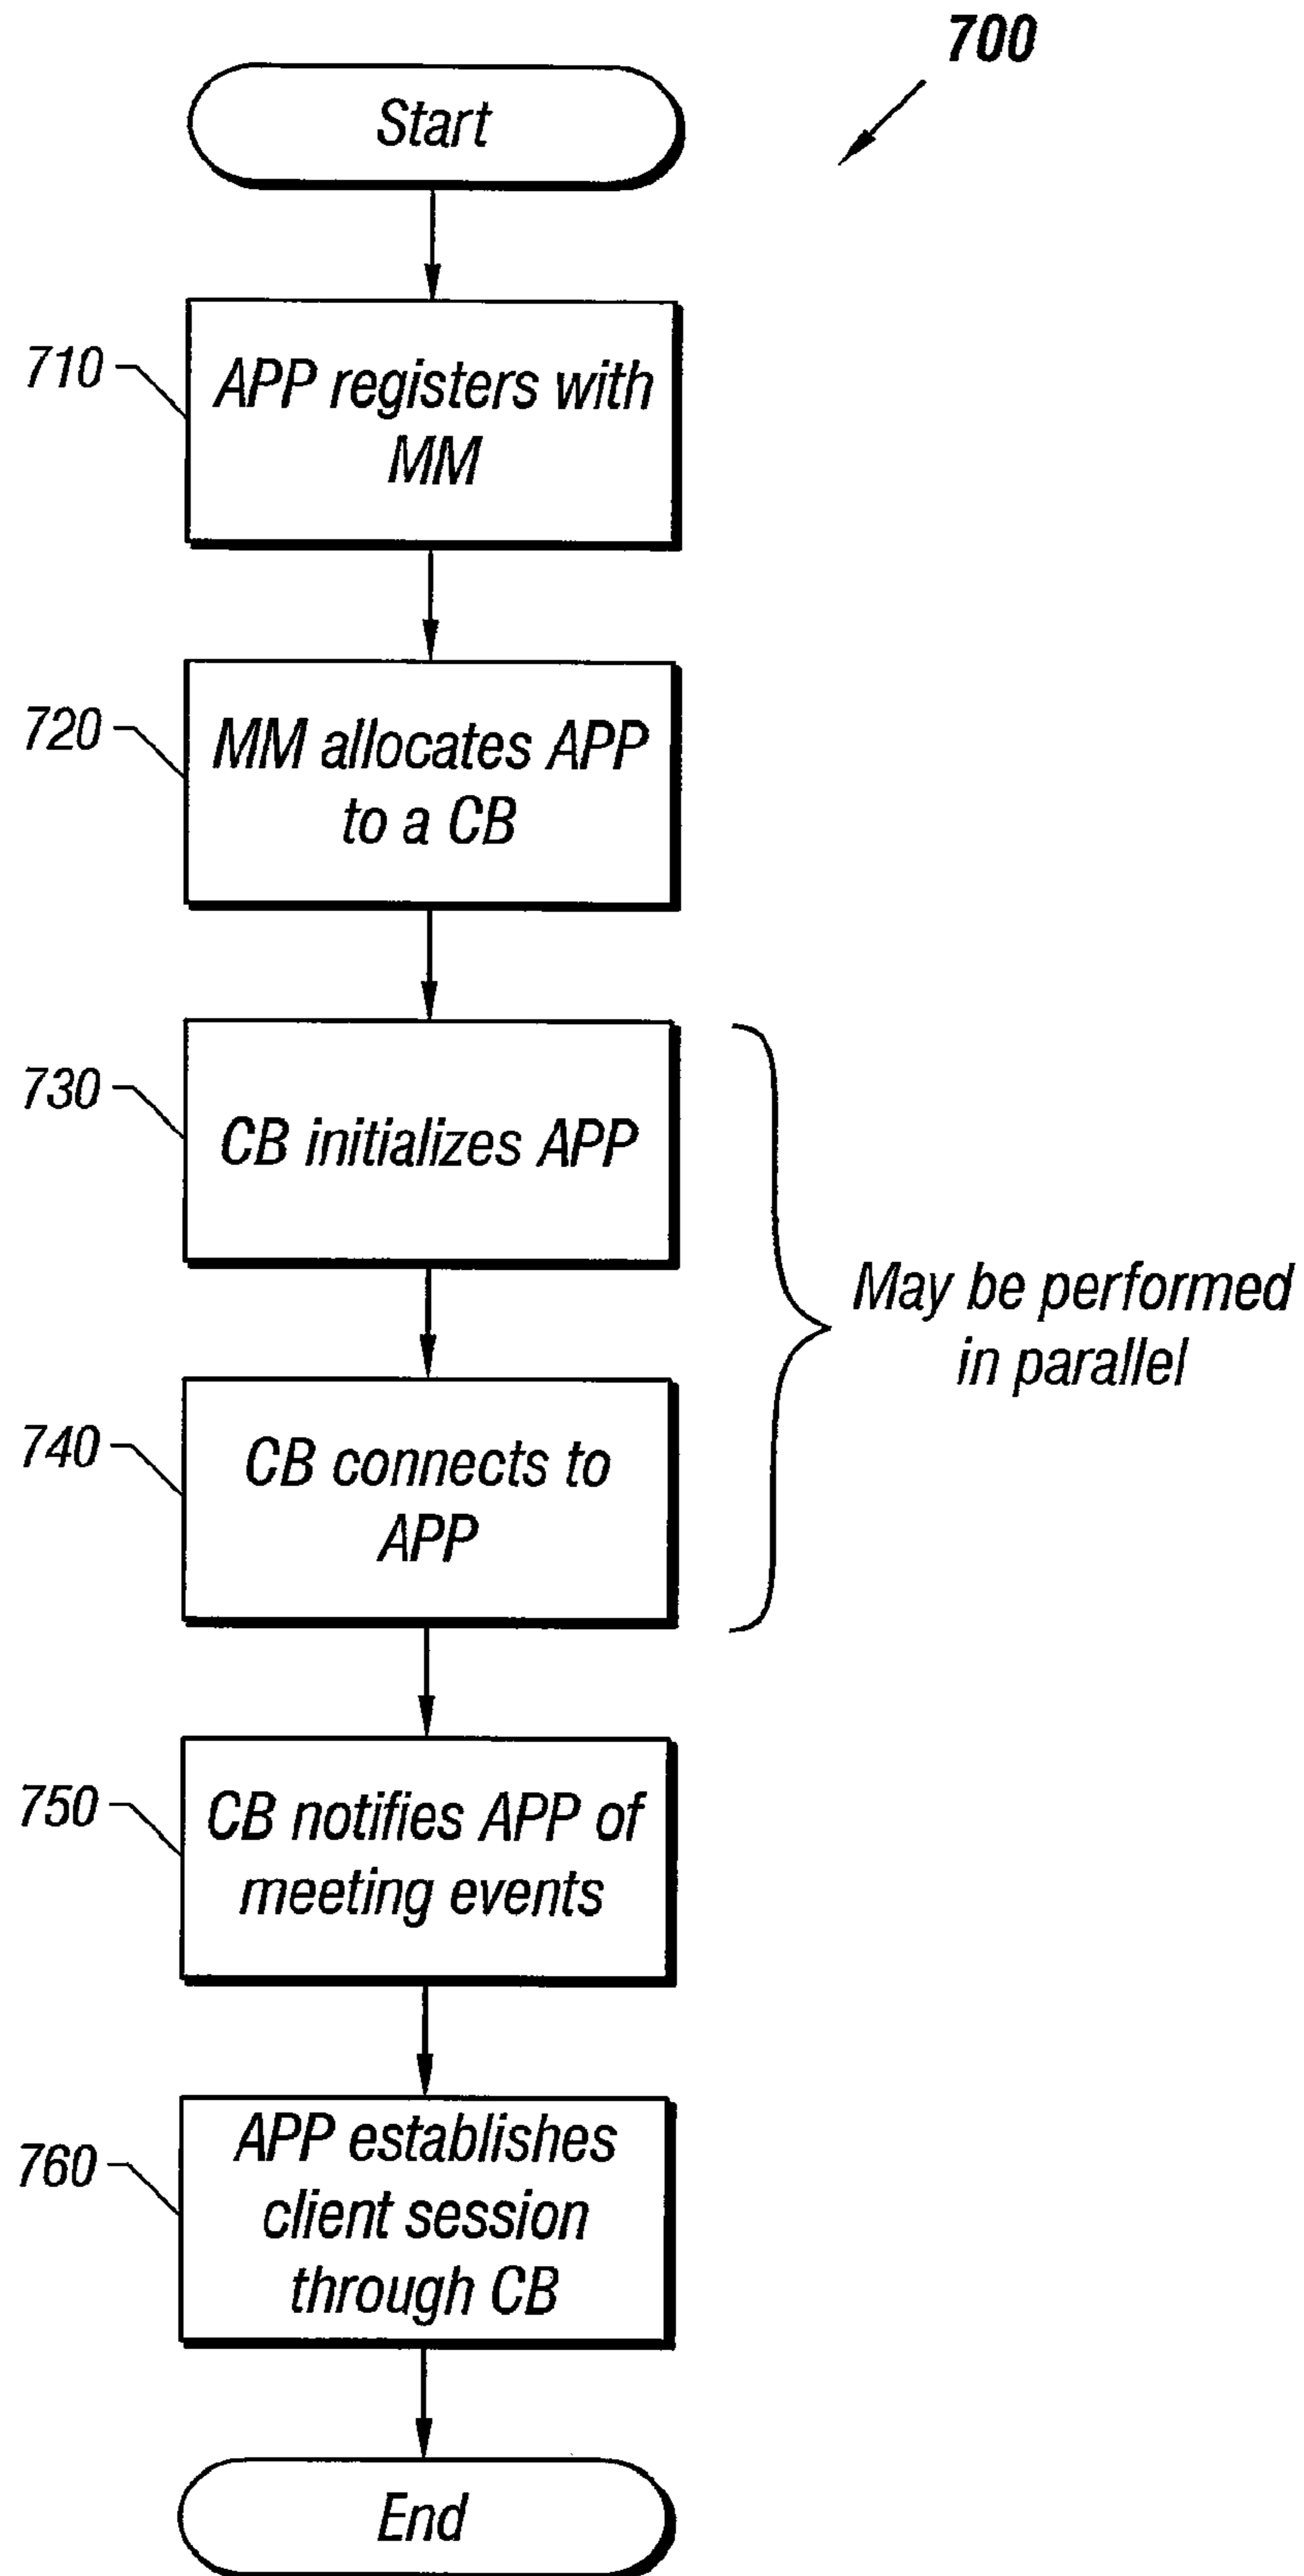 700
Start
710
APP registers with
MM
720
MM allocates APP
to a CB
730
CB initializes APP
May be performed
in parallel
740
CB connects to
APP
750
CB notifies APP of
meeting events
760
APP establishes
client session
through CB
End